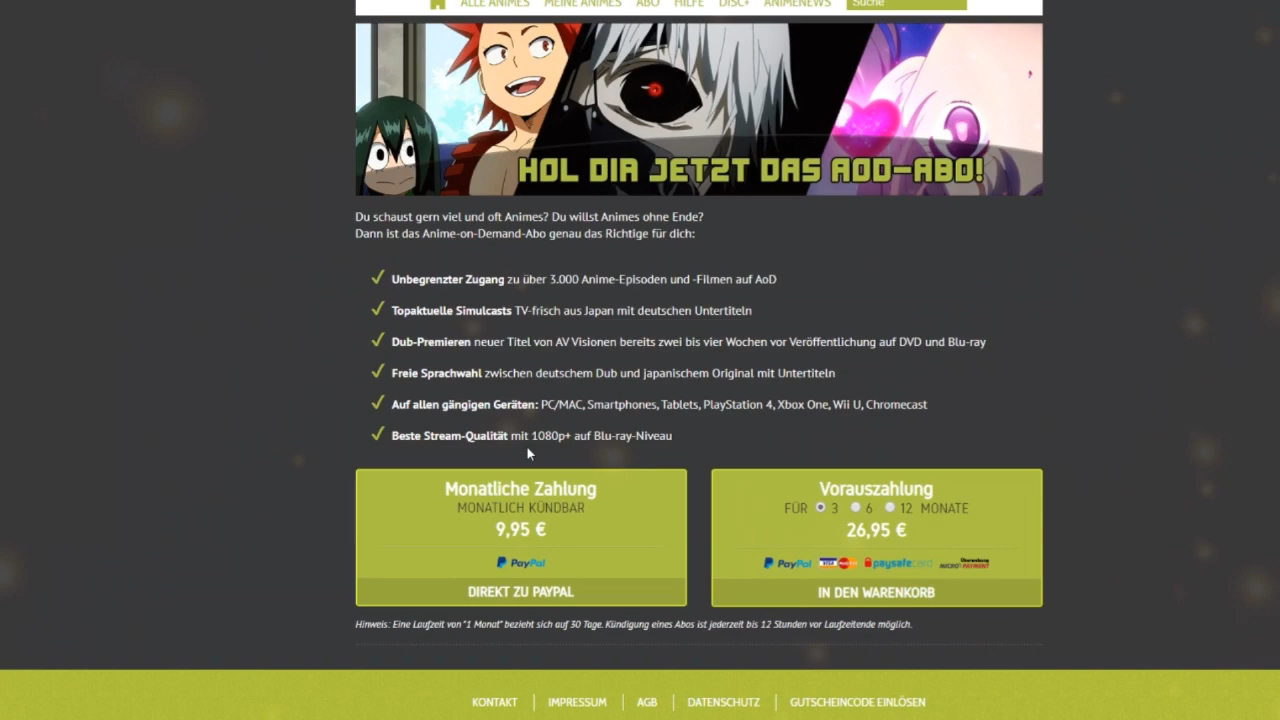 ALLE ANIMES MEINE ANIMES ABO HILFE DISC+ ANIMENEWS Suche
HOL DIR JETZT DAS AOD-ABO!
Du schaust gern viel und oft Animes? Du willst Animes ohne Ende?
Dann ist das Anime-on-Demand-Abo genau das Richtige für dich:
Unbegrenzter Zugang zu über 3.000 Anime-Episoden und -Filmen auf AoD
Topaktuelle Simulcasts TV-frisch aus Japan mit deutschen Untertiteln
Dub-Premieren neuer Titel von AV Visionen bereits zwei bis vier Wochen vor Veröffentlichung auf DVD und Blu-ray
Freie Sprachwahl zwischen deutschem Dub und japanischem Original mit Untertiteln
Auf allen gängigen Geräten: PC/MAC, Smartphones, Tablets, PlayStation 4, Xbox One, Wii U, Chromecast
Beste Stream-Qualität mit 1080p+ auf Blu-ray-Niveau
Monatliche Zahlung
MONATLICH KÜNDBAR
9,95 €
PayPal
DIREKT ZU PAYPAL
Vorauszahlung
FÜR 3 6 12 MONATE
26,95 €
PayPal VISA paysafecard MICROPAYMENT
IN DEN WARENKORB
Hinweis: Eine Laufzeit von "1 Monat" bezieht sich auf 30 Tage. Kündigung eines Abos ist jederzeit bis 12 Stunden vor Laufzeitende möglich.
KONTAKT IMPRESSUM AGB DATENSCHUTZ GUTSCHEINCODE EINLÖSEN